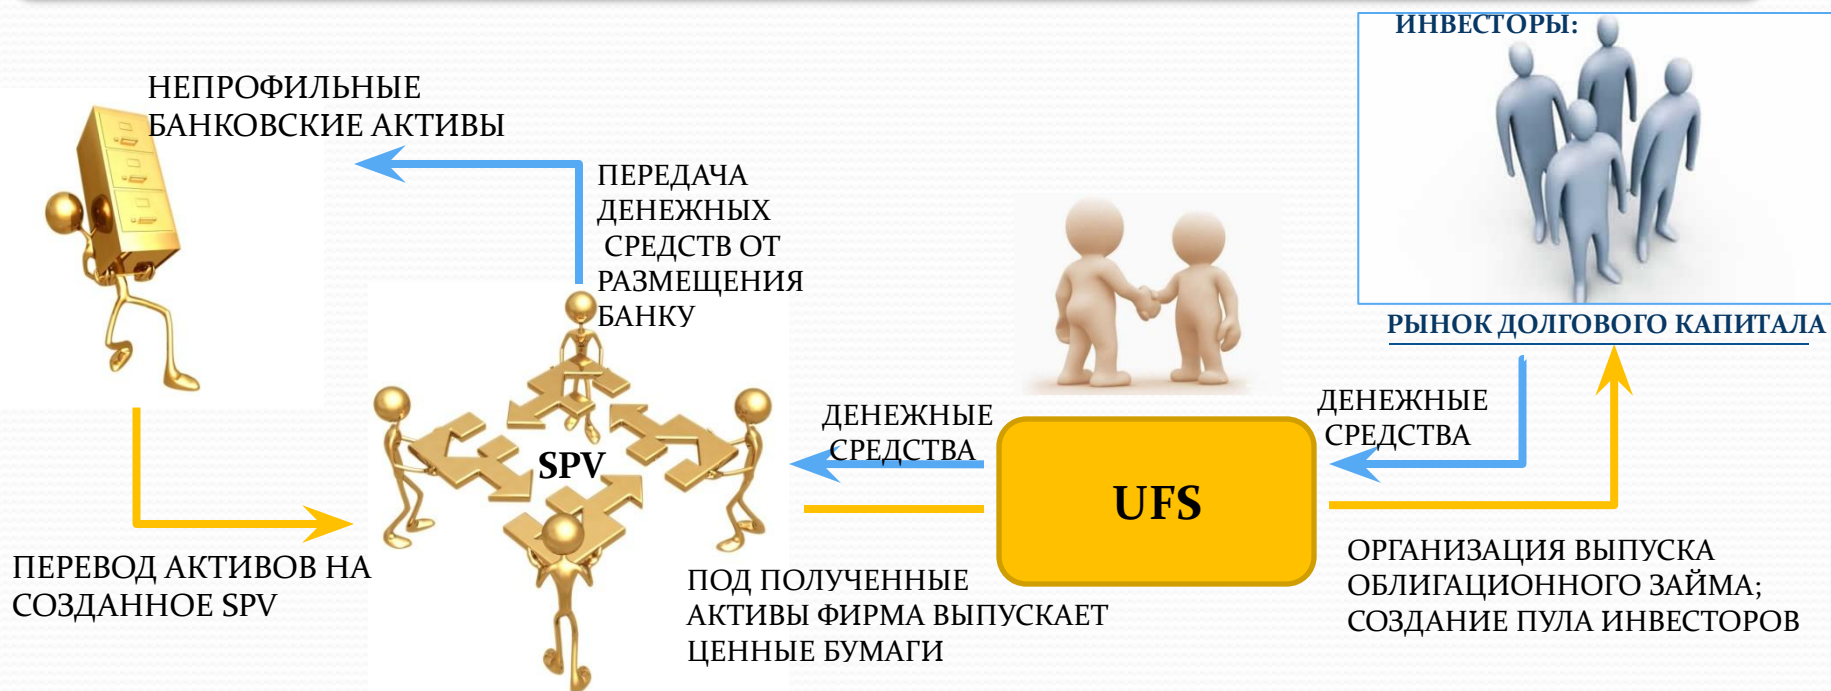 ИНВЕСТОРЫ:
НЕПРОФИЛЬНЫЕ
БАНКОВСКИЕ АКТИВЫ
ПЕРЕДАЧА
ДЕНЕЖНЫХ
СРЕДСТВ ОТ
РАЗМЕЩЕНИЯ
БАНКУ
РЫНОК ДОЛГОВОГО КАПИТАЛА
ДЕНЕЖНЫЕ
СРЕДСТВА
ДЕНЕЖНЫЕ
СРЕДСТВА
SPV
UFS
ПЕРЕВОД АКТИВОВ НА
СОЗДАННОЕ SPV
ПОД ПОЛУЧЕННЫЕ
АКТИВЫ ФИРМА ВЫПУСКАЕТ
ЦЕННЫЕ БУМАГИ
ОРГАНИЗАЦИЯ ВЫПУСКА
ОБЛИГАЦИОННОГО ЗАЙМА;
СОЗДАНИЕ ПУЛА ИНВЕСТОРОВ